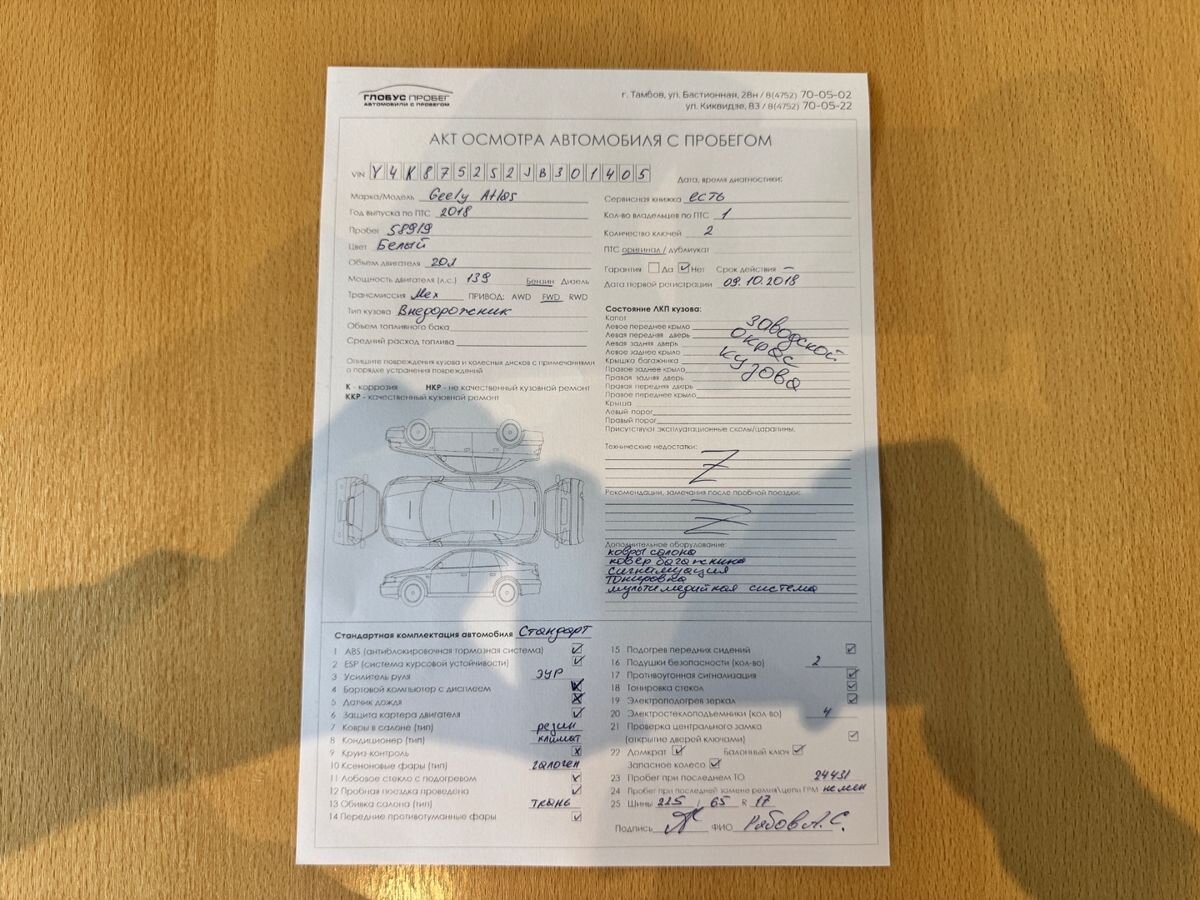 ГЛОБУС ПРОБЕГ
АВТОМОБИЛИ С ПРОБЕГОМ
г. Тамбов, ул. Бастионная, 28н / 8(4752) 70-05-02
ул. Киквидзе, 83 / 8(4752) 70-05-22
АКТ ОСМОТРА АВТОМОБИЛЯ С ПРОБЕГОМ
VIN Y4K875252JB301405
Дата, время диагностики:
Марка/Модель Geely Atlas
Год выпуска по ПТС 2018
Пробег 58919
Цвет Белый
Объем двигателя 20л
Мощность двигателя (л.с.) 139 Бензин Дизель
Трансмиссия Мех ПРИВОД: AWD FWD RWD
Тип кузова Внедорожник
Объем топливного бака
Средний расход топлива
Опишите повреждения кузова и колесных дисков с примечаниями
о порядке устранения повреждений
К - коррозия НКР - не качественный кузовной ремонт
ККР - качественный кузовной ремонт
Сервисная книжка есть
Кол-во владельцев по ПТС 1
Количество ключей 2
ПТС оригинал / дубликат
Гарантия Да Нет Срок действия –
Дата первой регистрации 09.10.2018
Состояние ЛКП кузова:
Капот
Левое переднее крыло
Левая передняя дверь
Левая задняя дверь
Левое заднее крыло
Крышка багажника
Правое заднее крыло
Правая задняя дверь
Правая передняя дверь
Правое переднее крыло
Крыша
Левый порог
Правый порог
заводской
окрас
кузова
Присутствуют эксплуатационные сколы/царапины.
Технические недостатки:
Z
Рекомендации, замечания после пробной поездки:
Z
Дополнительное оборудование:
ковры салона
ковер багажника
сигнализация
тонировка
мультимедийная система
Стандартная комплектация автомобиля Стандарт
1 ABS (антиблокировочная тормозная система)
2 ESP (система курсовой устойчивости)
3 Усилитель руля ЭУР
4 Бортовой компьютер с дисплеем
5 Датчик дождя
6 Защита картера двигателя
7 Ковры в салоне (тип) резин
8 Кондиционер (тип) климат
9 Круиз-контроль
10 Ксеноновые фары (тип) галоген
11 Лобовое стекло с подогревом
12 Пробная поездка проведена
13 Обивка салона (тип) ткань
14 Передние противотуманные фары
15 Подогрев передних сидений
16 Подушки безопасности (кол-во) 2
17 Противоугонная сигнализация
18 Тонировка стекол
19 Электроподогрев зеркал
20 Электростеклоподъемники (кол-во) 4
21 Проверка центрального замка
(открытие дверей ключами)
22 Домкрат Балонный ключ
Запасное колесо
23 Пробег при последнем ТО 24431
24 Пробег при последней замене ремня/цепи ГРМ не мен
25 Шины 225 / 65 R 17
Подпись ФИО Рябов А. С.